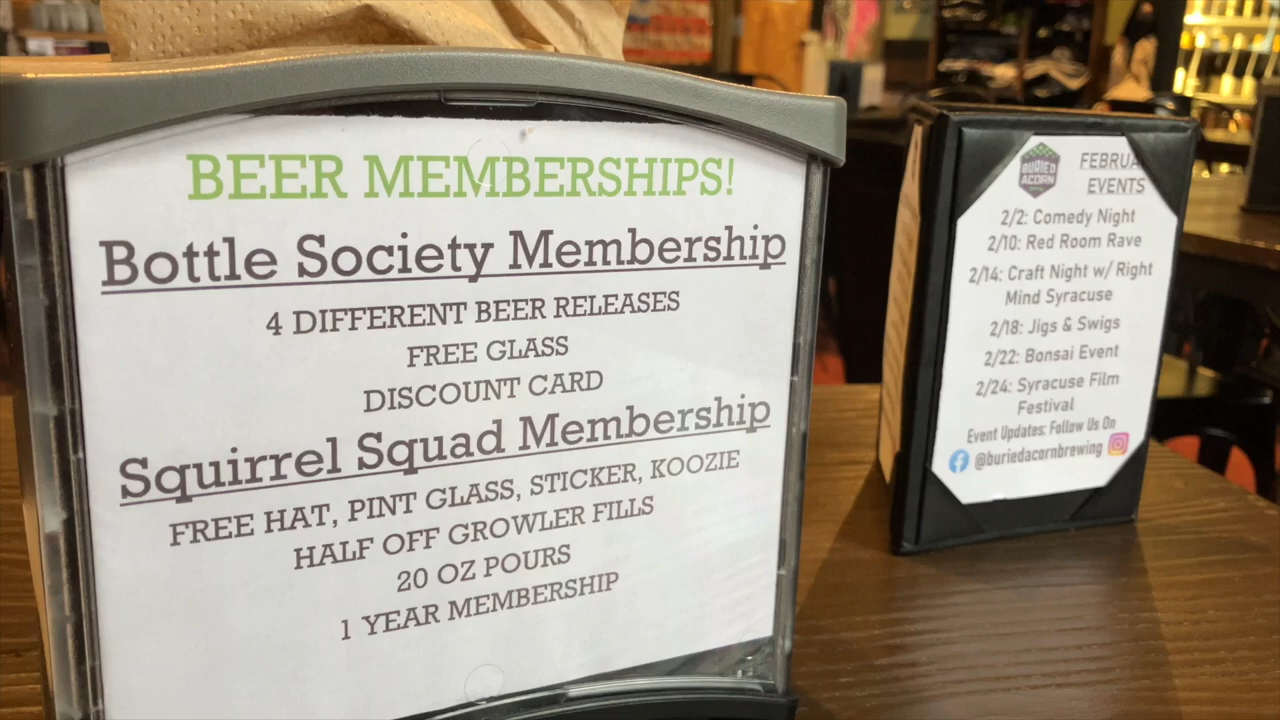 BEER MEMBERSHIPS!
Bottle Society Membership
4 DIFFERENT BEER RELEASES
FREE GLASS
DISCOUNT CARD
Squirrel Squad Membership
FREE HAT, PINT GLASS, STICKER, KOOZIE
HALF OFF GROWLER FILLS
20 OZ POURS
1 YEAR MEMBERSHIP
BURIED
ACORN
EVENTS
2/2: Comedy Night
2/10: Red Room Rave
2/14: Craft Night w/ Right
Mind Syracuse
2/18: Jigs & Swigs
2/22: Bonsai Event
2/24: Syracuse Film
Festival
Event Updates: Follow Us On
@buriedacornbrewing